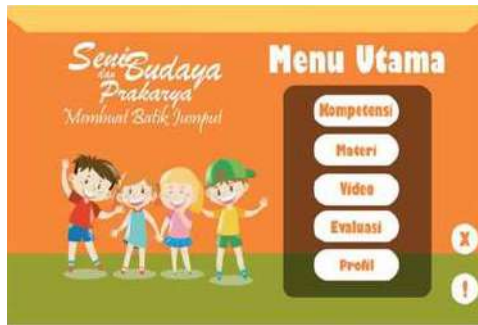 Seni
dan Budaya
Prakarya
Membuat Batik Jumput
Menu Utama
Kompetensi
Materi
Video
Evaluasi
Profil
X
!